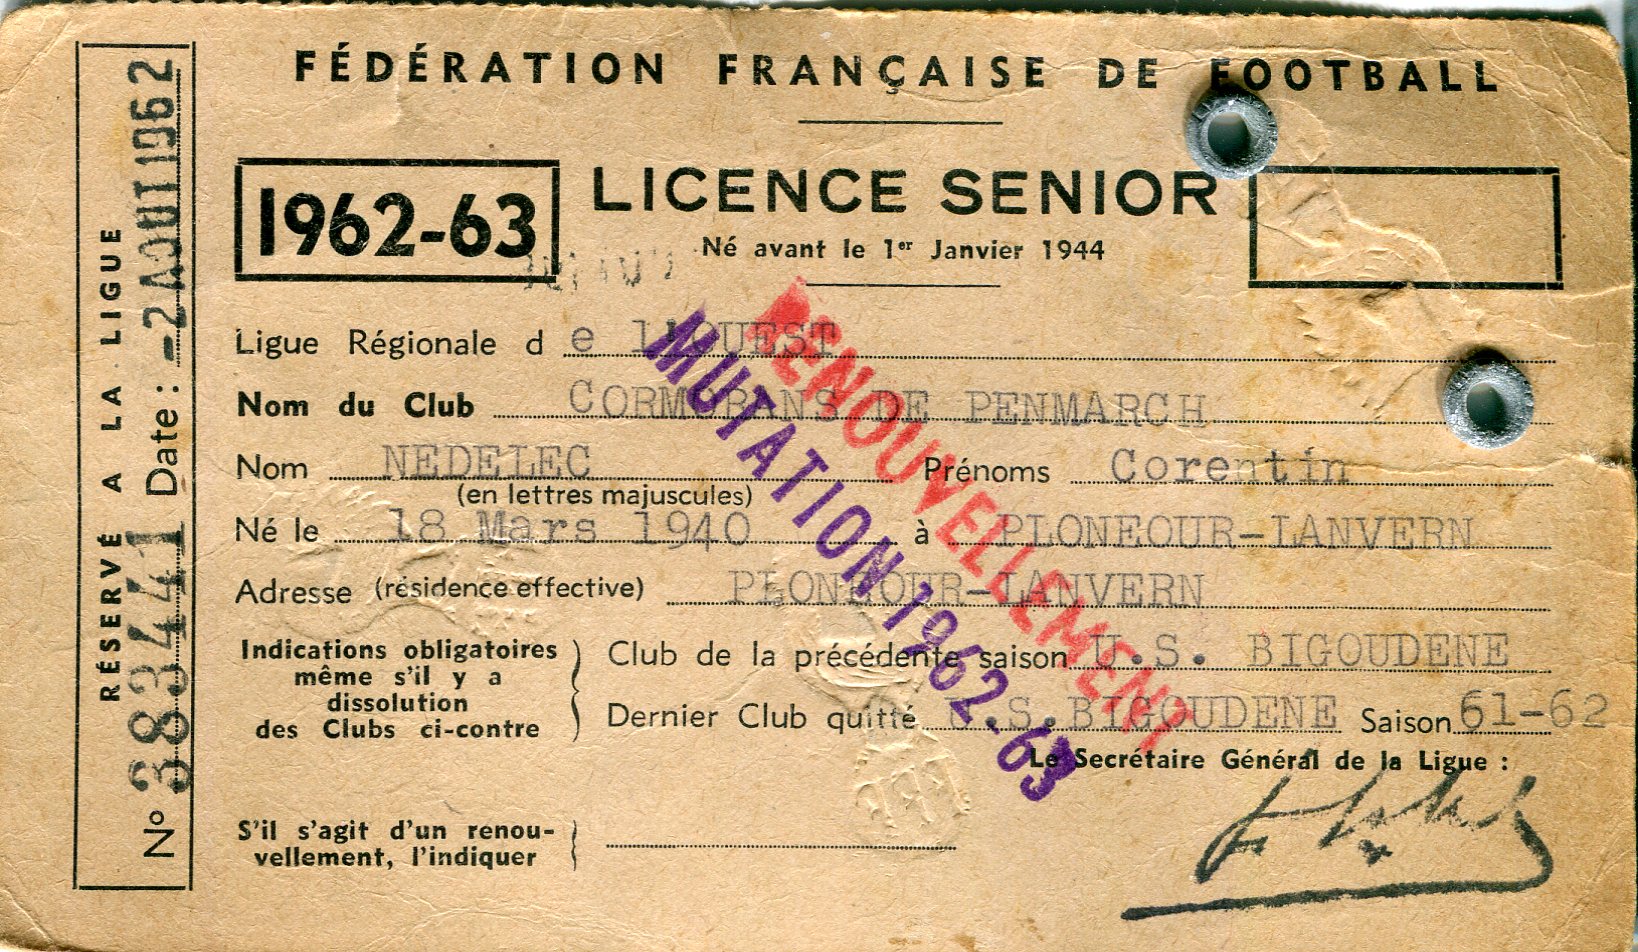 FÉDÉRATION FRANÇAISE DE FOOTBALL
1962-63
LICENCE SENIOR
Né avant le 1er Janvier 1944
Ligue Régionale de l'OUEST
Nom du Club CORMORANS DE PENMARCH
Nom NEDELEC Prénoms Corentin
(en lettres majuscules)
Né le 18 Mars 1940 à PLONEOUR-LANVERN
Adresse (résidence effective) PLONEOUR-LANVERN
Indications obligatoires
même s'il y a
dissolution
des Clubs ci-contre
Club de la précédente saison U.S. BIGOUDENE
Dernier Club quitté U.S. BIGOUDENE Saison 61-62
Le Secrétaire Général de la Ligue :
S'il s'agit d'un renou-
vellement, l'indiquer
RÉSERVÉ A LA LIGUE
No 383441 Date : -2 AOUT 1962
RENOUVELLEMENT
MUTATION 1962-63